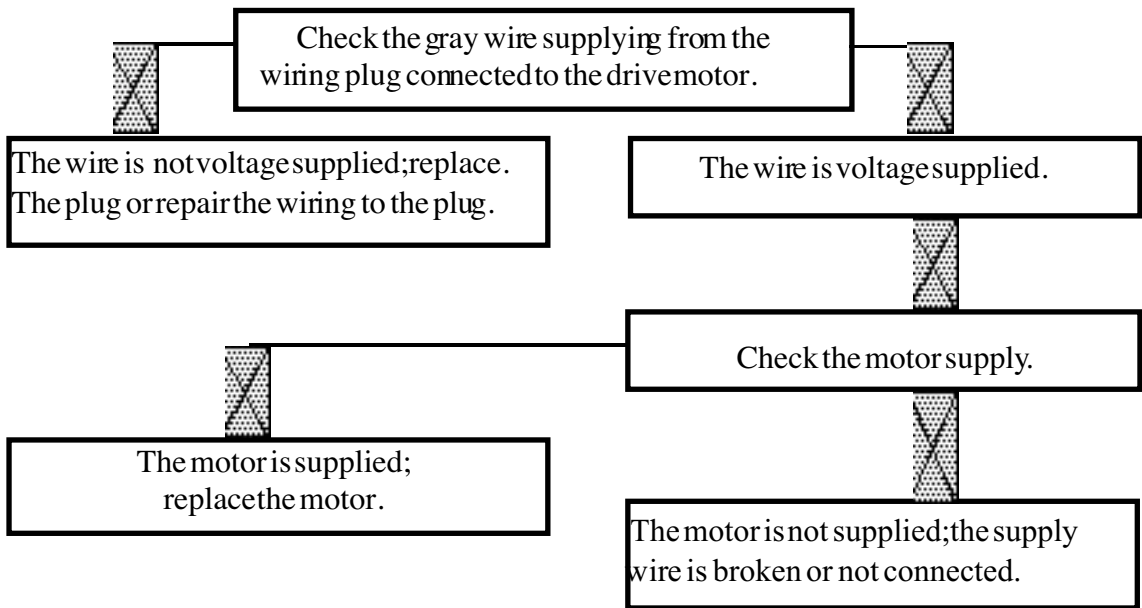 Check the gray wire supplying from the
wiring plug connected to the drive motor.
The wire is not voltage supplied; replace.
The plug or repair the wiring to the plug.
The wire is voltage supplied.
Check the motor supply.
The motor is supplied;
replace the motor.
The motor is not supplied; the supply
wire is broken or not connected.